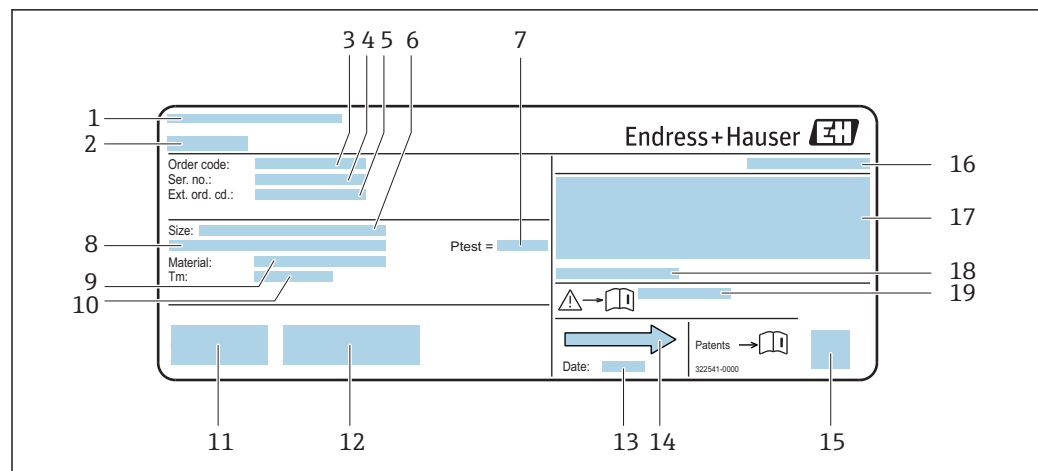 3 4 5 6 7
1
2
Endress+Hauser EH
Order code:
16
Ser. no.:
Ext. ord. cd.:
17
Size:
8
Ptest =
Material:
9
Tm:
18
10
19
Patents
Date:
322541-0000
11 12 13 14 15